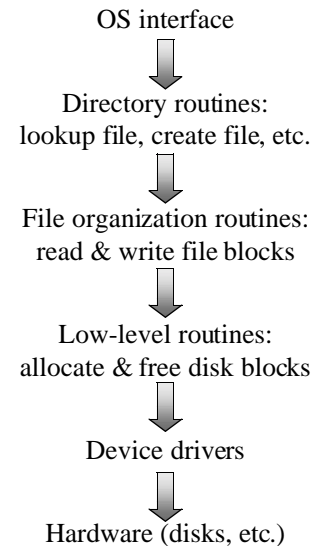 OS interface
Directory routines:
lookup file, create file, etc.
File organization routines:
read & write file blocks
Low-level routines:
allocate & free disk blocks
Device drivers
Hardware (disks, etc.)